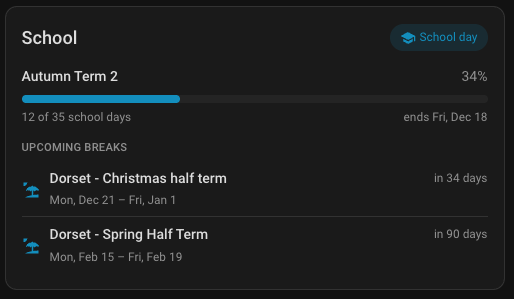 School
School day
Autumn Term 2
34%
12 of 35 school days
ends Fri, Dec 18
UPCOMING BREAKS
Dorset - Christmas half term
in 34 days
Mon, Dec 21 – Fri, Jan 1
Dorset - Spring Half Term
in 90 days
Mon, Feb 15 – Fri, Feb 19